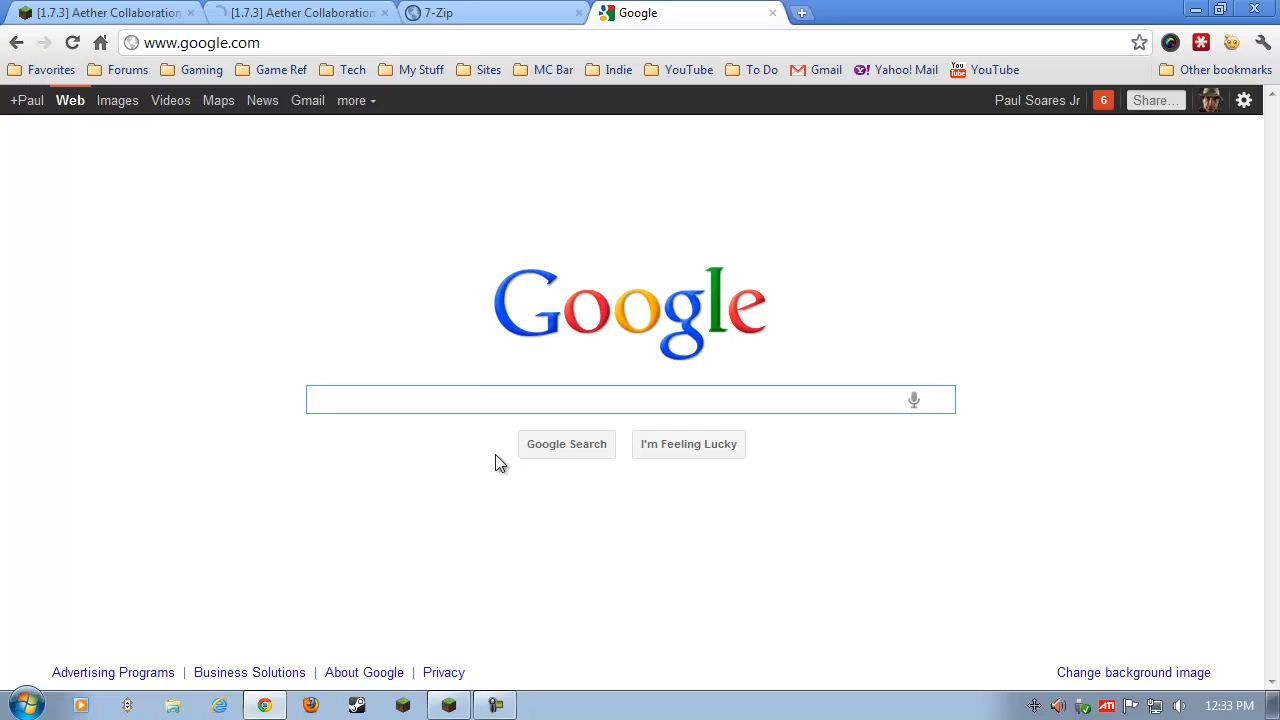 [1.7.3] Aether Collaboration [1.7.3] Aether Collaboration 7-Zip Google
www.google.com
Favorites Forums Gaming Game Ref Tech My Stuff Sites MC Bar Indie YouTube To Do Gmail Yahoo! Mail You Tube YouTube Other bookmarks
+Paul Web Images Videos Maps News Gmail more Paul Soares Jr 6 Share...
Google
Google Search I'm Feeling Lucky
Advertising Programs | Business Solutions | About Google | Privacy Change background image
ATI 12:33 PM